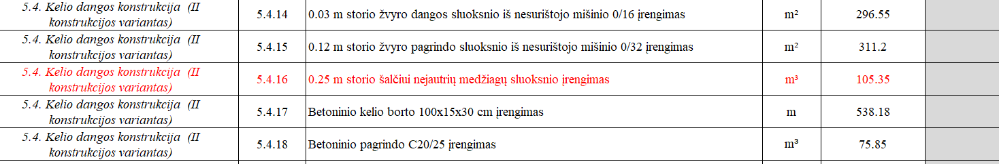 5.4. Kelio dangos konstrukcija  (II
konstrukcijos variantas)
5.4.14
0.03 m storio žvyro dangos sluoksnio iš nesurištojo mišinio 0/16 įrengimas
m²
296.55
5.4. Kelio dangos konstrukcija  (II
konstrukcijos variantas)
5.4.15
0.12 m storio žvyro pagrindo sluoksnio iš nesurištojo mišinio 0/32 įrengimas
m²
311.2
5.4. Kelio dangos konstrukcija  (II
konstrukcijos variantas)
5.4.16
0.25 m storio šalčiui nejautrių medžiagų sluoksnio įrengimas
m³
105.35
5.4. Kelio dangos konstrukcija  (II
konstrukcijos variantas)
5.4.17
Betoninio kelio borto 100x15x30 cm įrengimas
m
538.18
5.4. Kelio dangos konstrukcija  (II
konstrukcijos variantas)
5.4.18
Betoninio pagrindo C20/25 įrengimas
m³
75.85